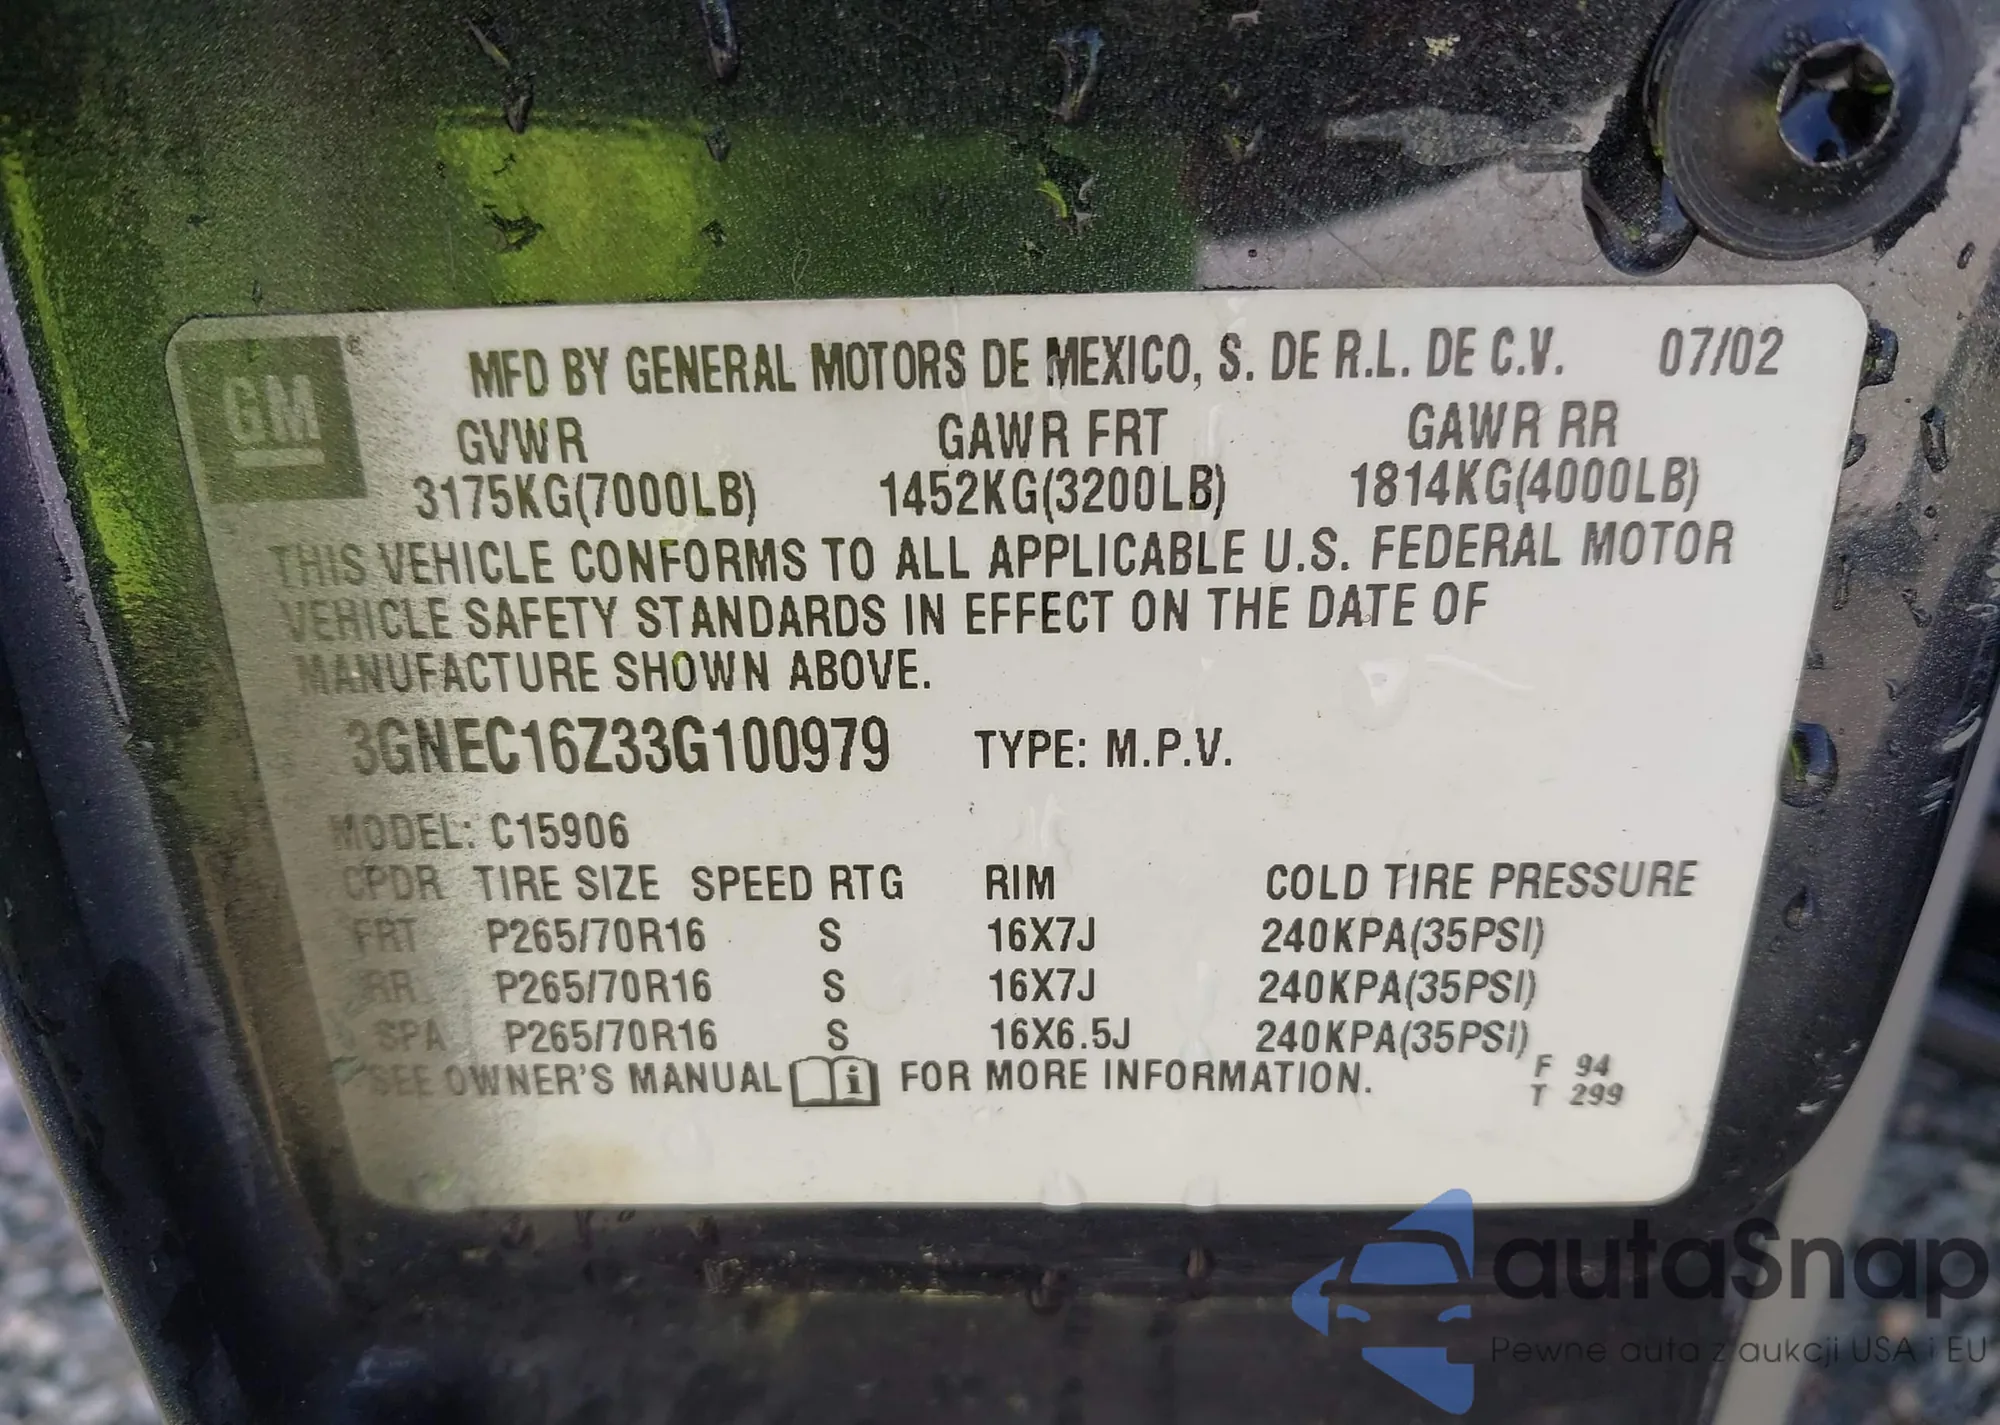 GM
MFD BY GENERAL MOTORS DE MEXICO, S. DE R.L. DE C.V. 07/02
GVWR GAWR FRT GAWR RR
3175KG(7000LB) 1452KG(3200LB) 1814KG(4000LB)
THIS VEHICLE CONFORMS TO ALL APPLICABLE U.S. FEDERAL MOTOR
VEHICLE SAFETY STANDARDS IN EFFECT ON THE DATE OF
MANUFACTURE SHOWN ABOVE.
3GNEC16Z33G100979 TYPE: M.P.V.
MODEL: C15906
CPDR TIRE SIZE SPEED RTG RIM COLD TIRE PRESSURE
FRT P265/70R16 S 16X7J 240KPA(35PSI)
RR P265/70R16 S 16X7J 240KPA(35PSI)
SPA P265/70R16 S 16X6.5J 240KPA(35PSI)
SEE OWNER'S MANUAL i FOR MORE INFORMATION.
F 94
T 299
autaSnap
Pewne auta z aukcji USA i EU